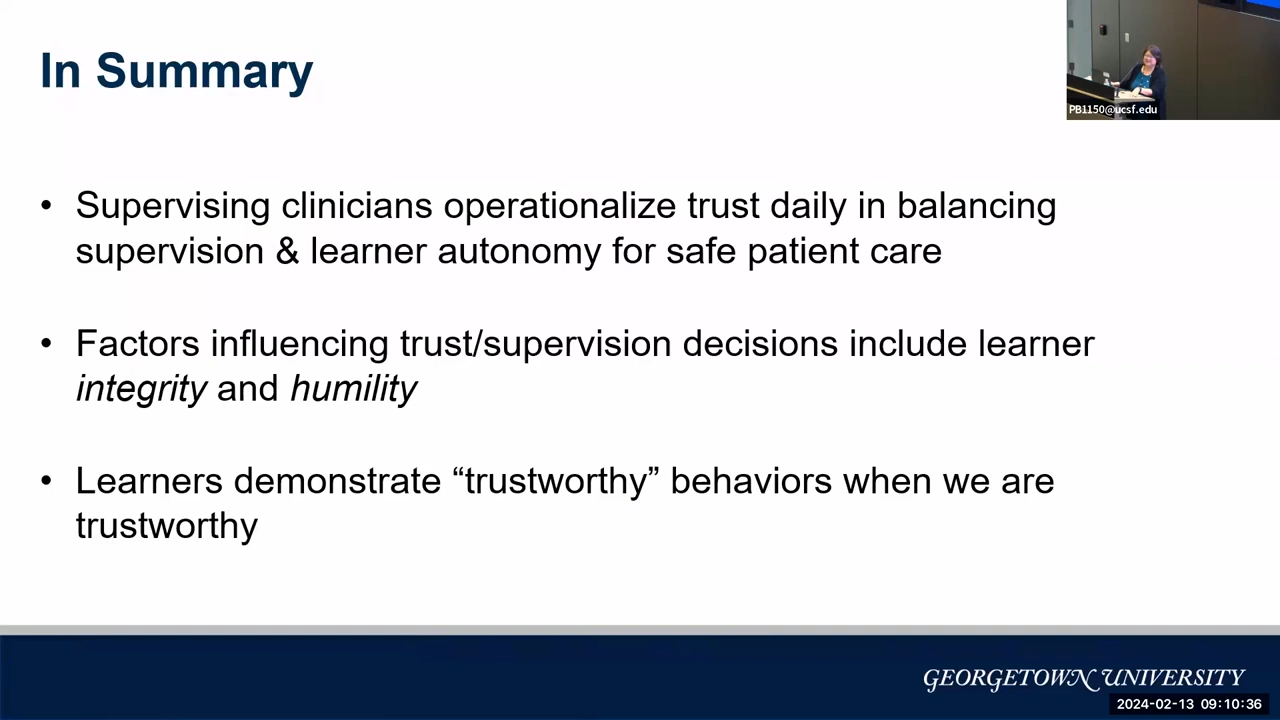 In Summary
PB1150@ucsf.edu
• Supervising clinicians operationalize trust daily in balancing
supervision & learner autonomy for safe patient care
• Factors influencing trust/supervision decisions include learner
integrity and humility
• Learners demonstrate “trustworthy” behaviors when we are
trustworthy
GEORGETOWN UNIVERSITY
2024-02-13 09:10:36